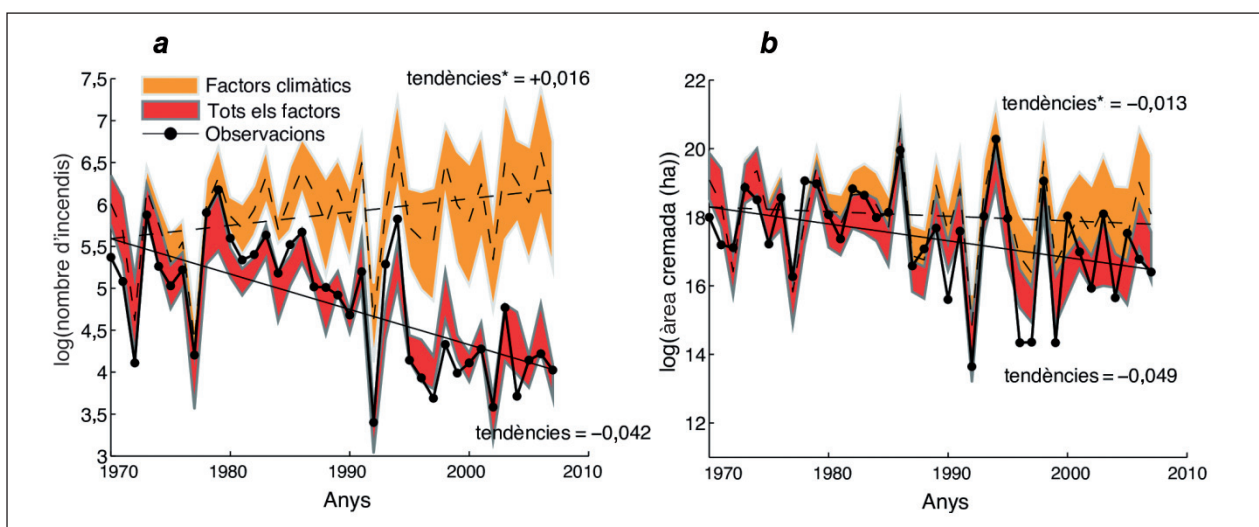 a
tendències* = +0,016
Factors climàtics
Tots els factors
Observacions
log(nombre d'incendis)
7,5
7
6,5
6
5,5
5
4,5
4
3,5
3
tendències = −0,042
1970 1980 1990 2000 2010
Anys
b
tendències* = −0,013
log(àrea cremada (ha))
22
20
18
16
14
12
tendències = −0,049
1970 1980 1990 2000 2010
Anys